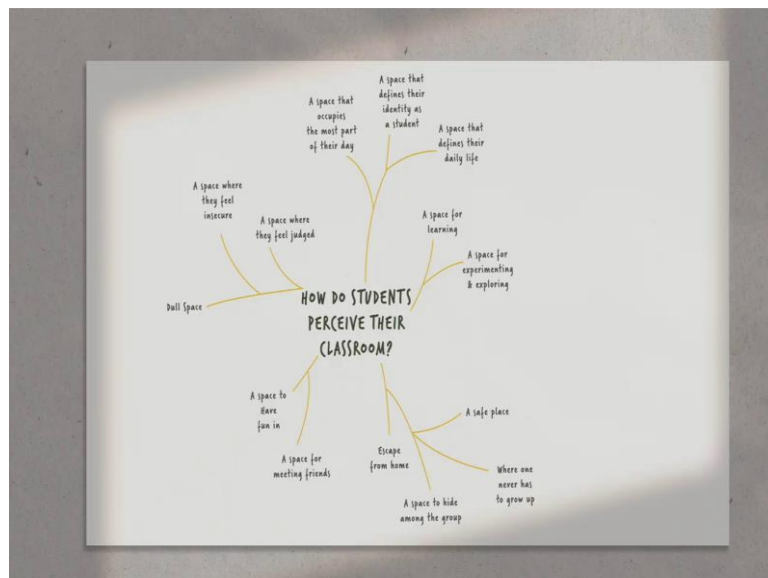 A space that
defines their
identity as
a student
A space that
occupies
the most part
of their day
A space that
defines their
daily life
A space where
they feel
insecure
A space where
they feel judged
A space for
learning
A space for
experimenting
& exploring
Dull Space
HOW DO STUDENTS
PERCEIVE THEIR
CLASSROOM?
A space to
Have
fun in
A space for
meeting friends
A safe place
Escape
from home
Where one
never has
to grow up
A space to hide
among the group